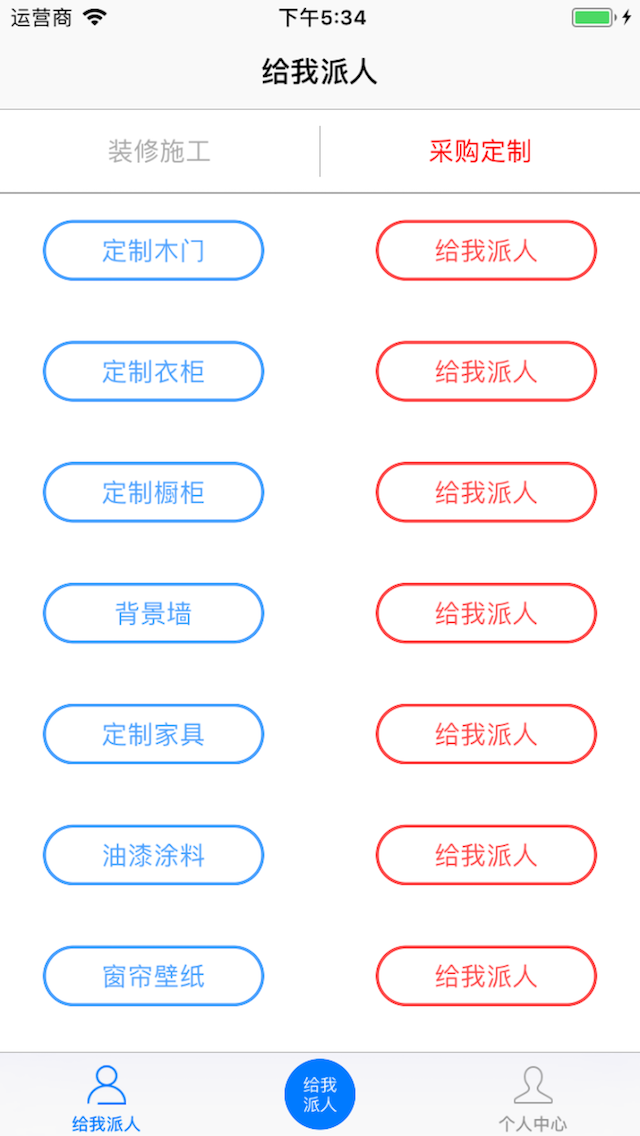 运营商 下午5:34
给我派人
装修施工 采购定制
定制木门 给我派人
定制衣柜 给我派人
定制橱柜 给我派人
背景墙 给我派人
定制家具 给我派人
油漆涂料 给我派人
窗帘壁纸 给我派人
给我
派人
给我派人 个人中心